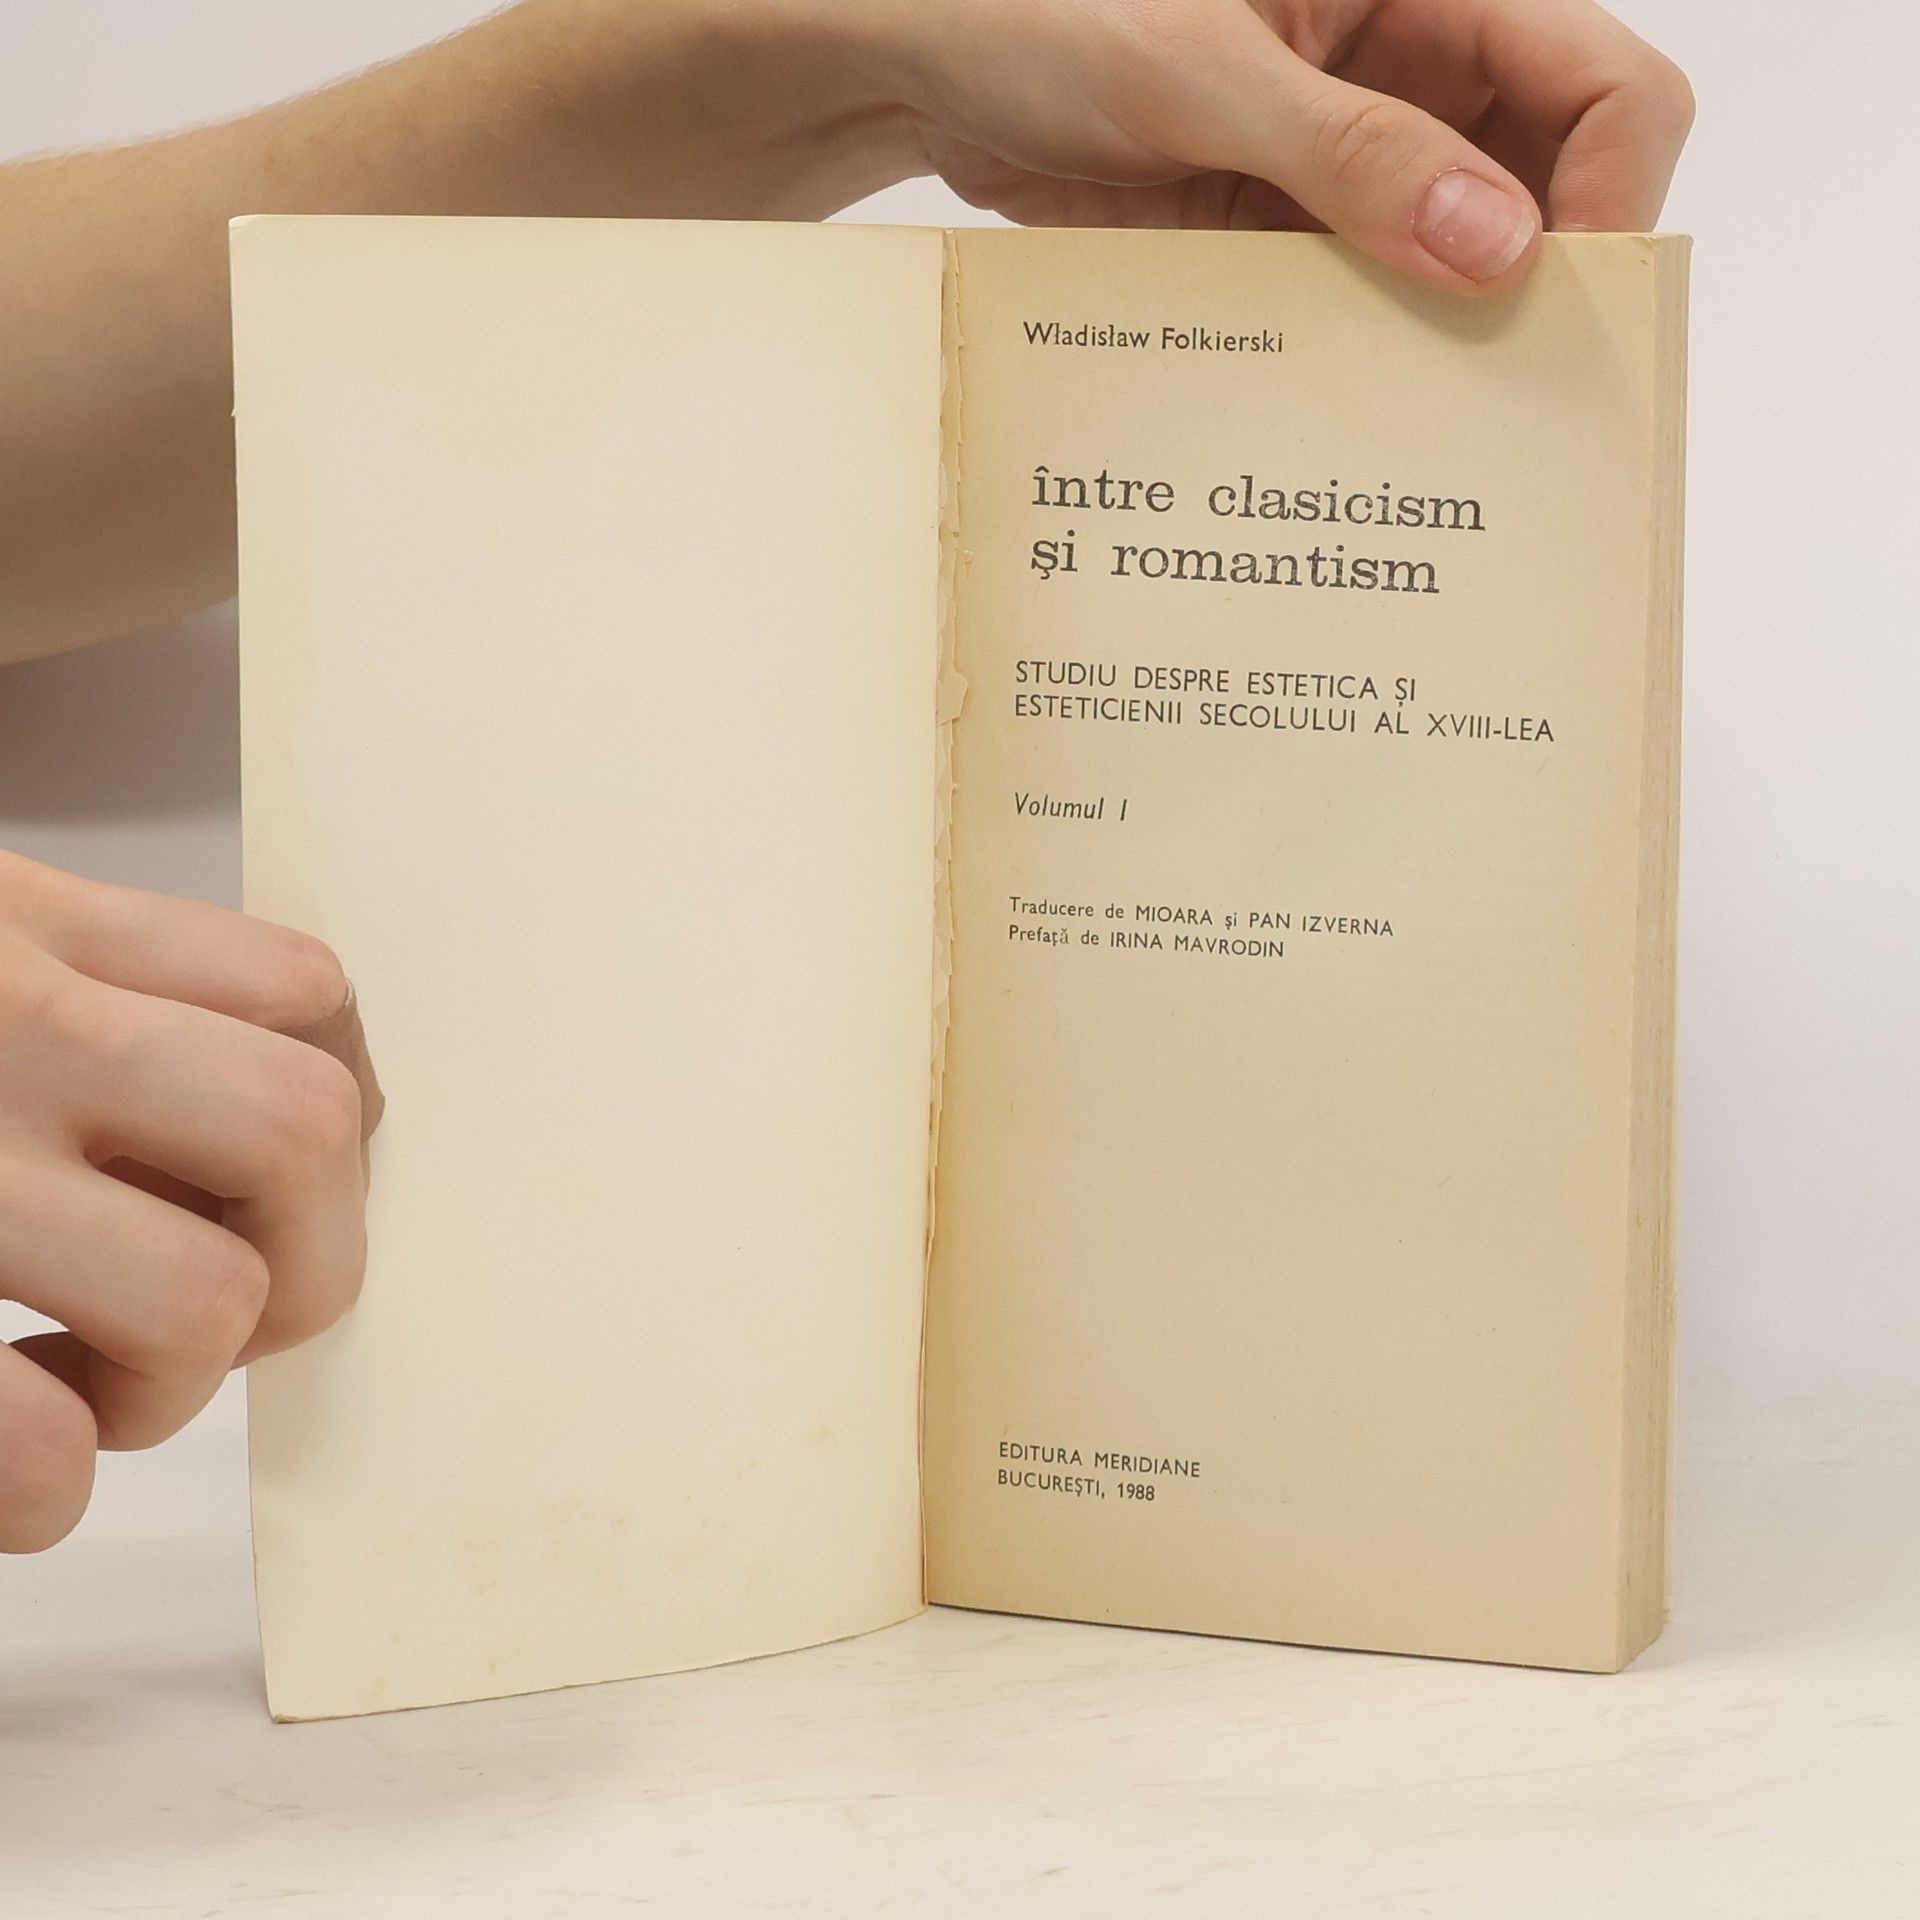 Władisław Folkierski
între clasicism
şi romantism
STUDIU DESPRE ESTETICA ŞI
ESTETICIENII SECOLULUI AL XVIII-LEA
Volumul I
Traducere de MIOARA şi PAN IZVERNA
Prefaţă de IRINA MAVRODIN
EDITURA MERIDIANE
BUCUREŞTI, 1988